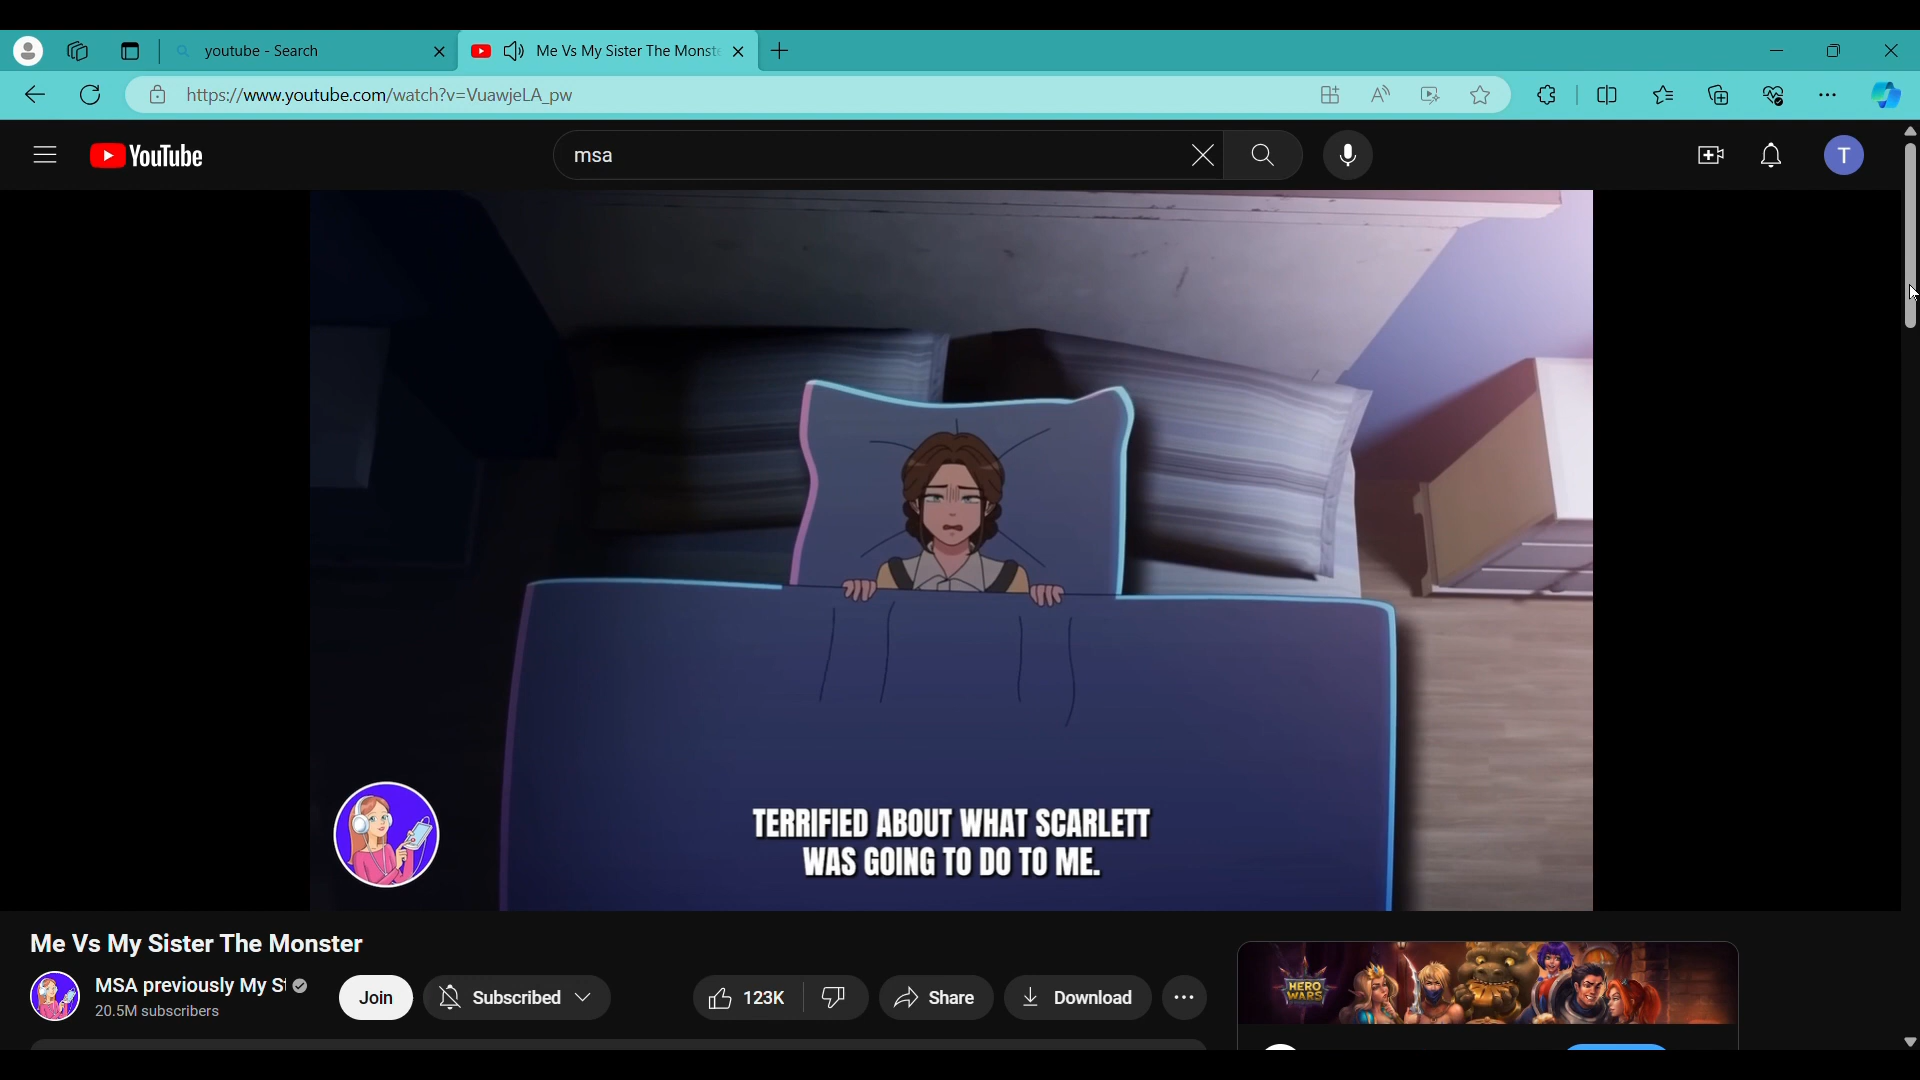 youtube - Search
Me Vs My Sister The Monst
https://www.youtube.com/watch?v=VuawjeLA_pw
YouTube
msa
T
TERRIFIED ABOUT WHAT SCARLETT
WAS GOING TO DO TO ME.
Me Vs My Sister The Monster
MSA previously My St
20.5M subscribers
Join
Subscribed
123K
Share
Download
HERO
WARS